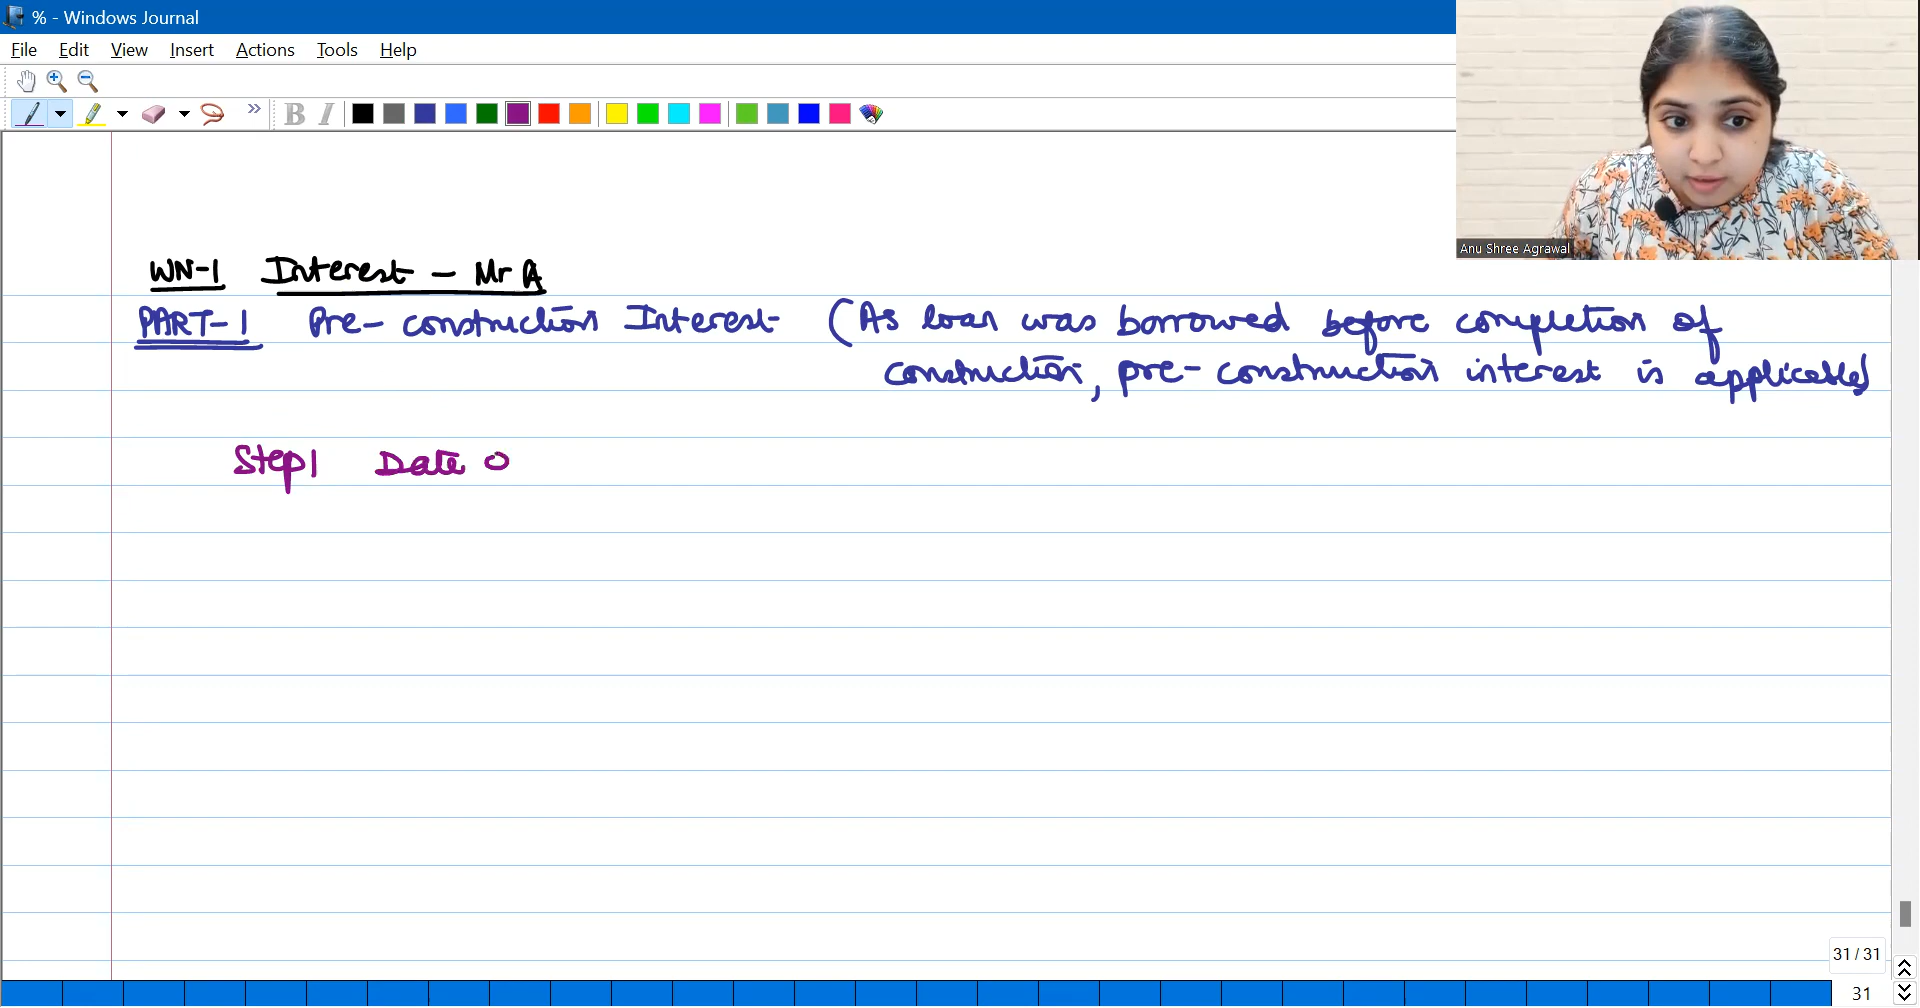 % - Windows Journal
File Edit View Insert Actions Tools Help
B I
Anu Shree Agrawal
WN-1 Interest - Mr A
PART-1 Pre-construction Interest (As loan was borrowed before completion of
construction, pre-construction interest is applicable)
Step1 Date o
31 / 31
31